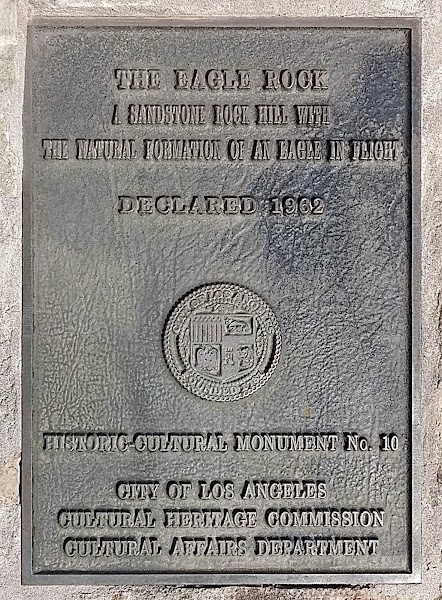 THE EAGLE ROCK
A SANDSTONE ROCK HILL WITH
THE NATURAL FORMATION OF AN EAGLE IN FLIGHT
DECLARED 1962
HISTORIC-CULTURAL MONUMENT No. 10
CITY OF LOS ANGELES
CULTURAL HERITAGE COMMISSION
CULTURAL AFFAIRS DEPARTMENT